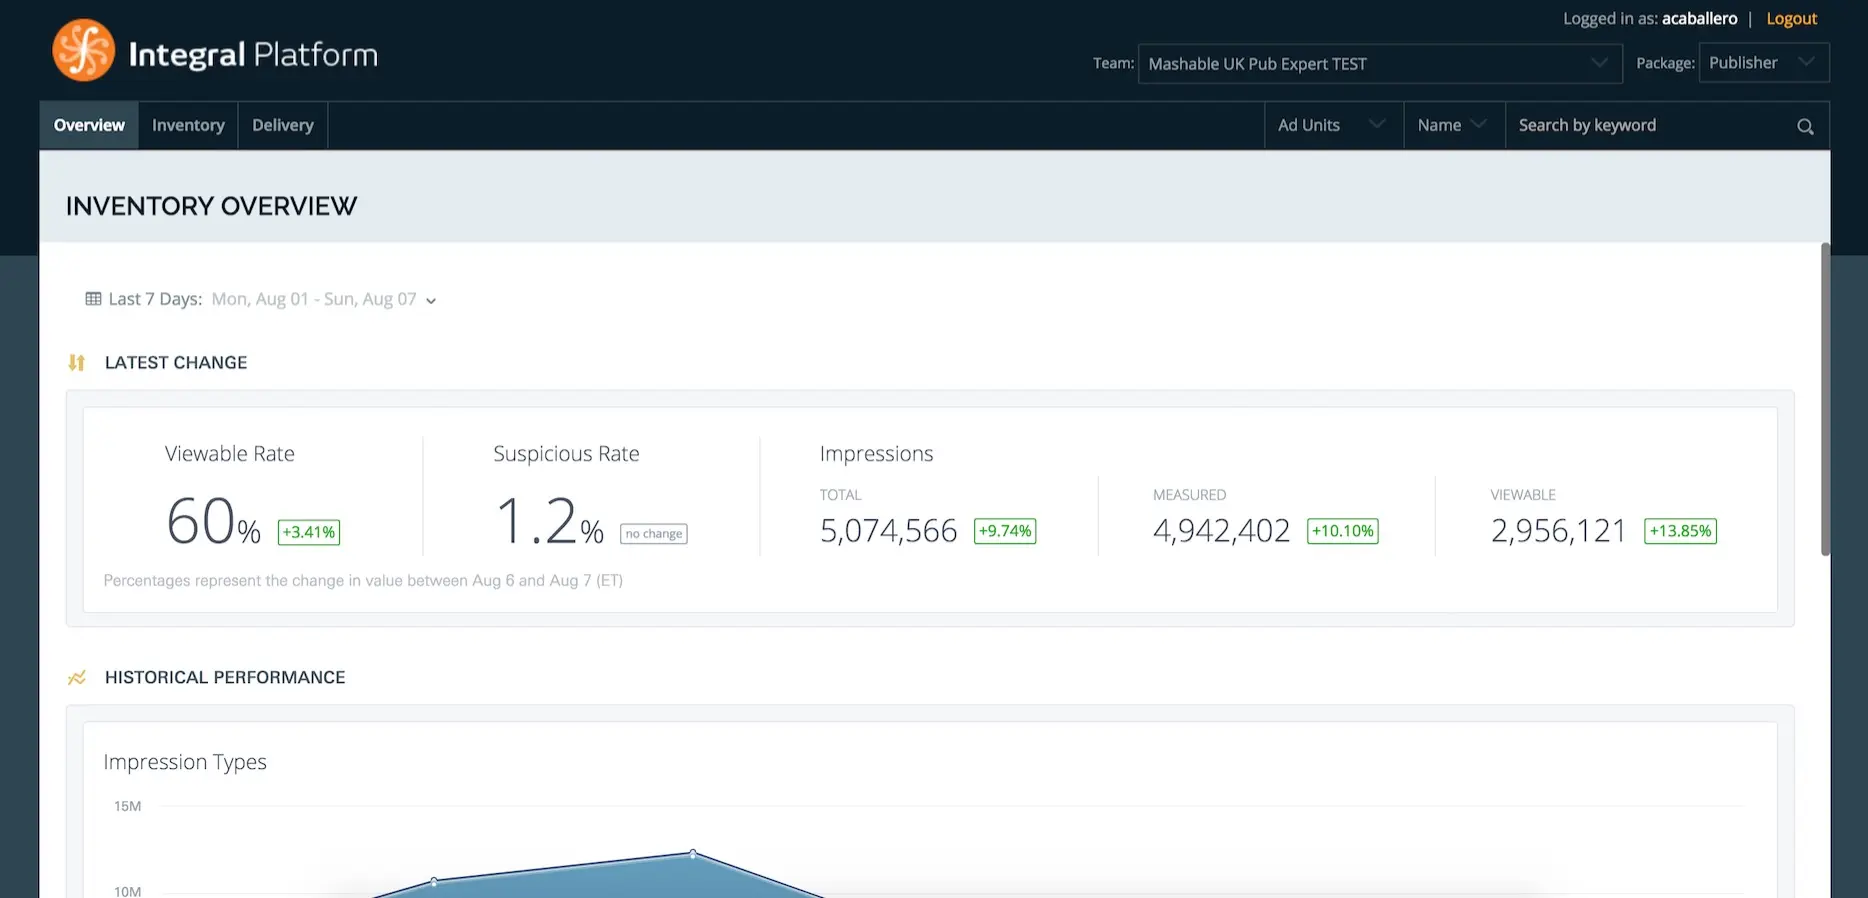 Logged in as: acaballero | Logout
Integral Platform
Team: Mashable UK Pub Expert TEST Package: Publisher
Overview Inventory Delivery Ad Units Name Search by keyword
INVENTORY OVERVIEW
Last 7 Days: Mon, Aug 01 - Sun, Aug 07
LATEST CHANGE
Viewable Rate
60% +3.41%
Suspicious Rate
1.2% no change
Impressions
TOTAL
5,074,566 +9.74%
MEASURED
4,942,402 +10.10%
VIEWABLE
2,956,121 +13.85%
Percentages represent the change in value between Aug 6 and Aug 7 (ET)
HISTORICAL PERFORMANCE
Impression Types
15M
10M